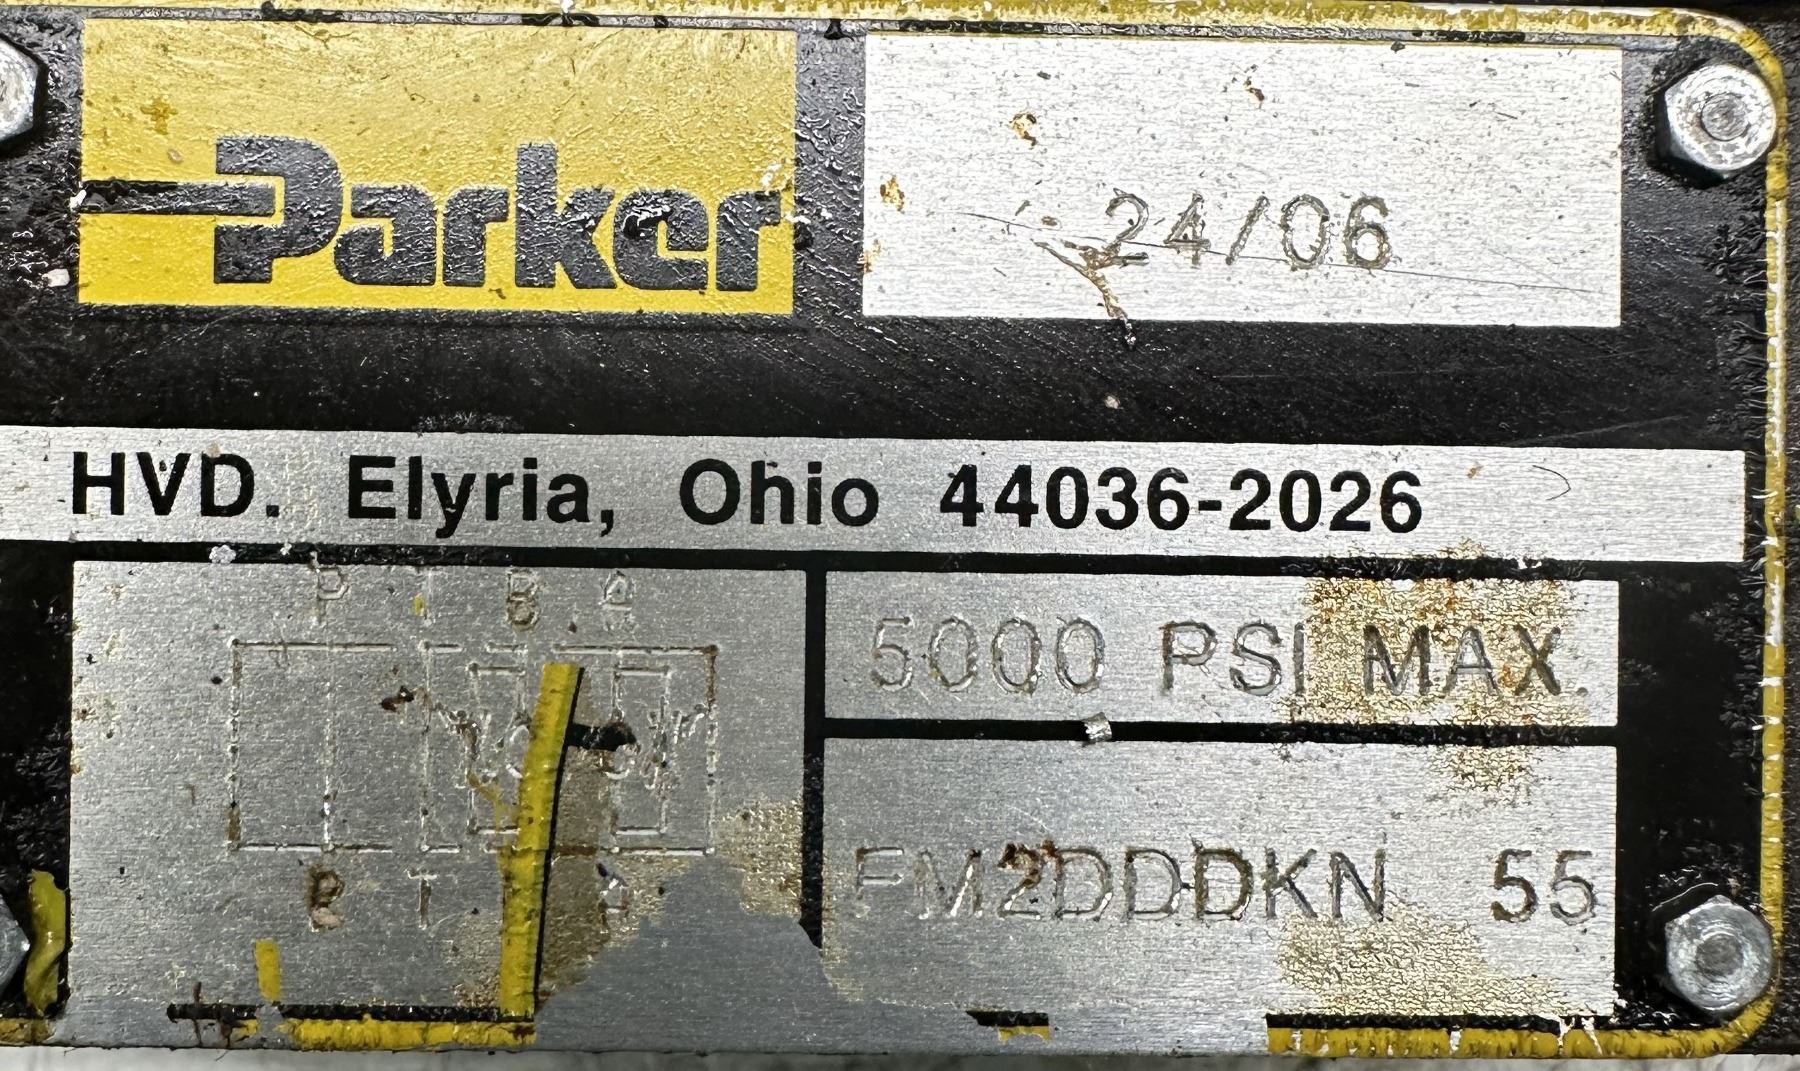 Parker
24/06
HVD. Elyria, Ohio 44036-2026
P T B A
5000 PSI MAX.
FM2DDDKN 55
P T A